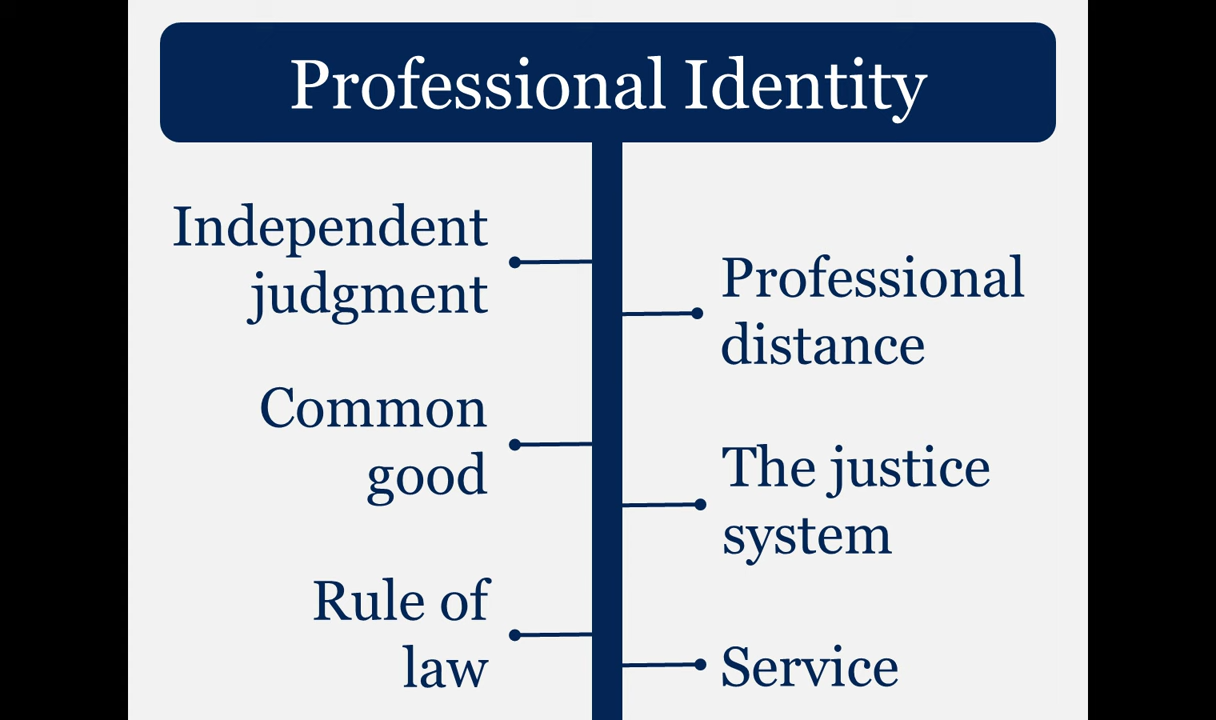 Professional Identity
Independent
judgment
Professional
distance
Common
good
The justice
system
Rule of
law
Service